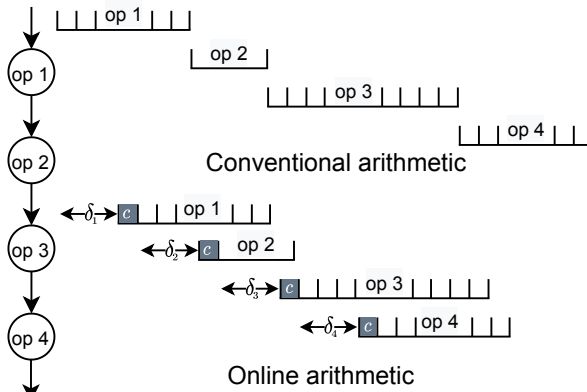 op 1
op 1
op 2
op 3
op 4
op 2
Conventional arithmetic
δ₁ c op 1
op 3
δ₂ c op 2
δ₃ c op 3
op 4
δ₄ c op 4
Online arithmetic